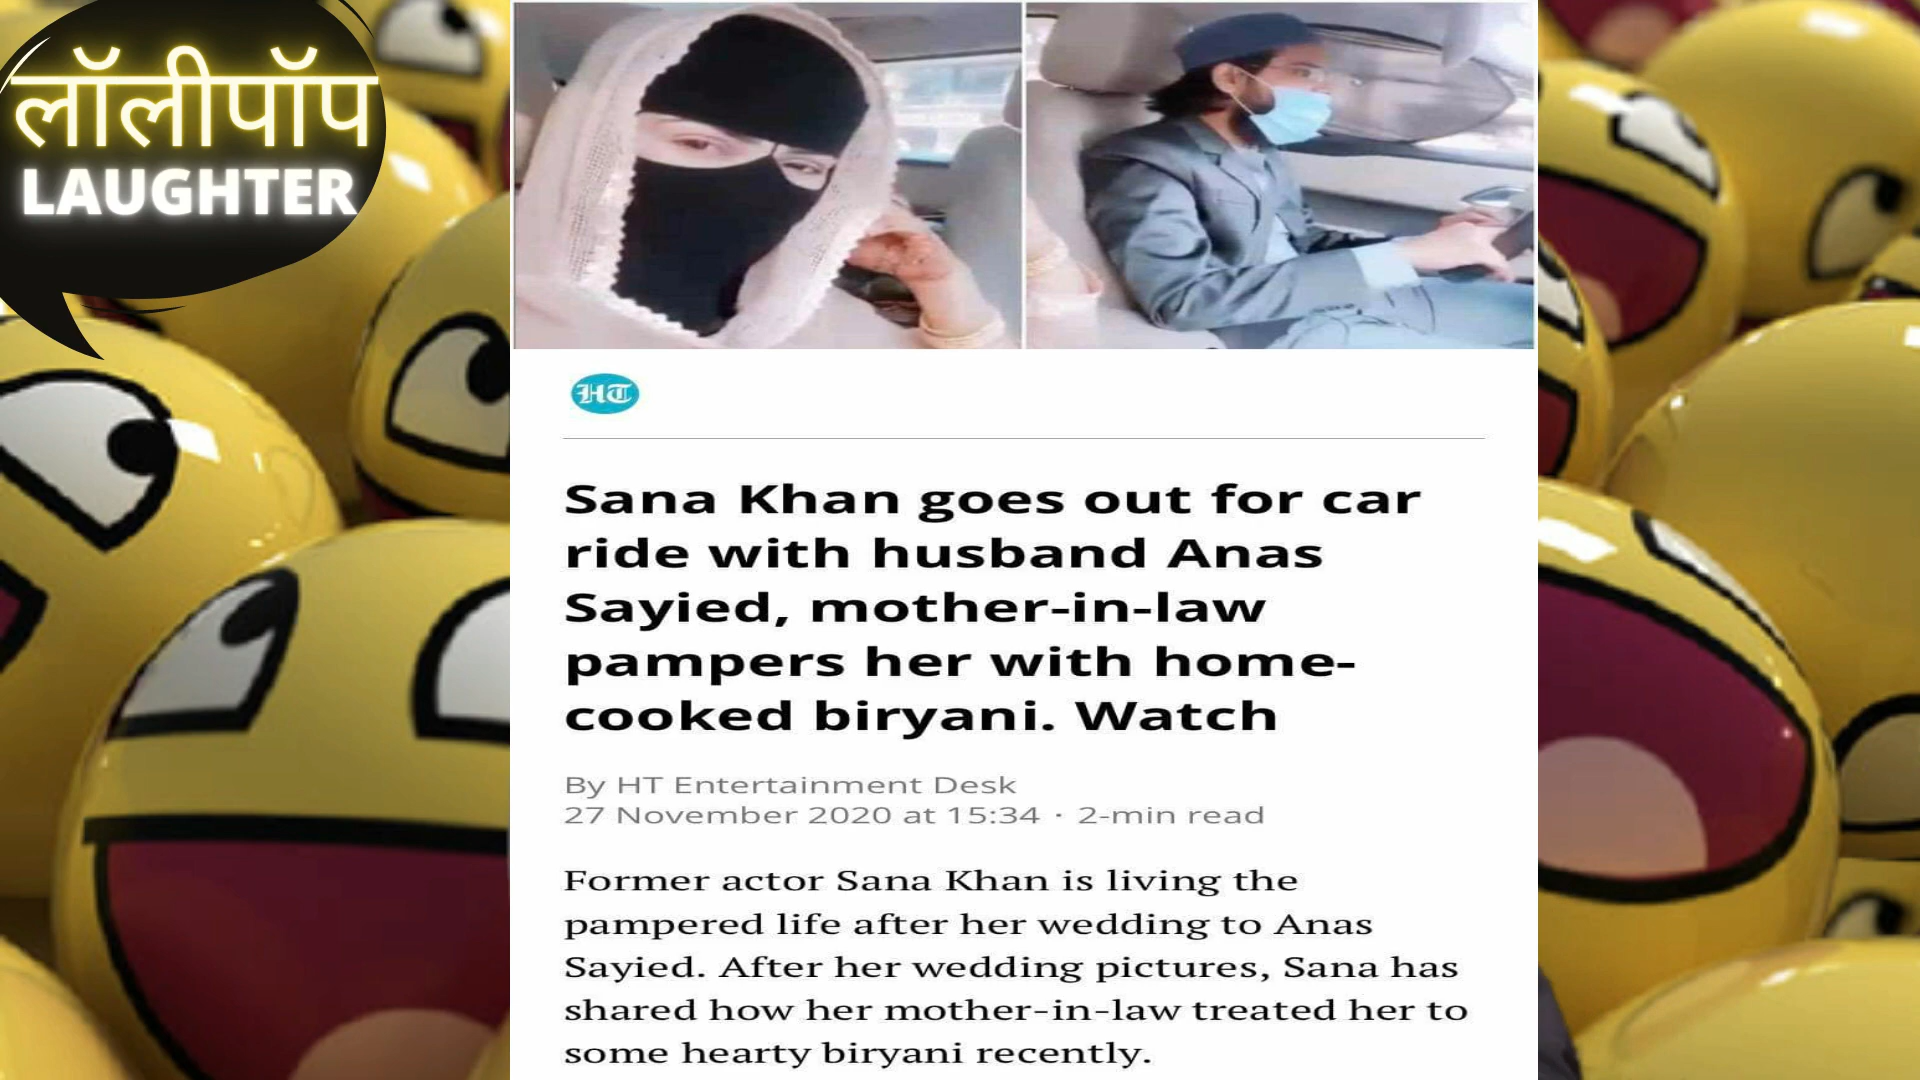 लॉलीपॉप
LAUGHTER
HT
Sana Khan goes out for car
ride with husband Anas
Sayied, mother-in-law
pampers her with home-
cooked biryani. Watch
By HT Entertainment Desk
27 November 2020 at 15:34 · 2-min read
Former actor Sana Khan is living the
pampered life after her wedding to Anas
Sayied. After her wedding pictures, Sana has
shared how her mother-in-law treated her to
some hearty biryani recently.